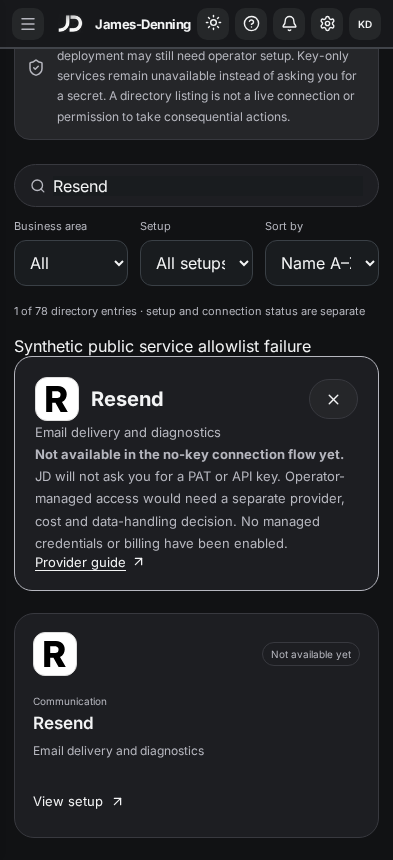 JD James-Denning KD
deployment may still need operator setup. Key-only
services remain unavailable instead of asking you for
a secret. A directory listing is not a live connection or
permission to take consequential actions.
Resend
Business area Setup Sort by
All All setups Name A–Z
1 of 78 directory entries · setup and connection status are separate
Synthetic public service allowlist failure
R Resend
Email delivery and diagnostics
Not available in the no-key connection flow yet.
JD will not ask you for a PAT or API key. Operator-
managed access would need a separate provider,
cost and data-handling decision. No managed
credentials or billing have been enabled.
Provider guide
R Not available yet
Communication
Resend
Email delivery and diagnostics
View setup